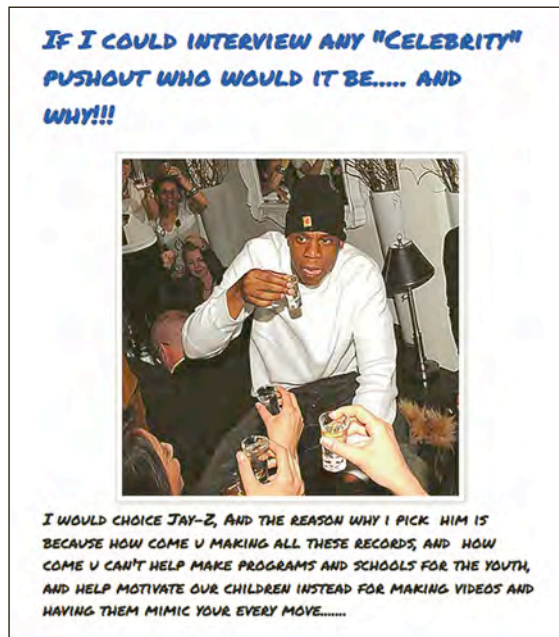 If I could interview any "Celebrity"
pushout who would it be..... and
why!!!
I would choice Jay-Z, And the reason why i pick him is
because how come u making all these records, and how
come u can't help make programs and schools for the youth,
and help motivate our children instead for making videos and
having them mimic your every move.......